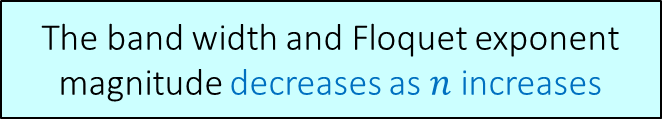 The band width and Floquet exponent
magnitude decreases as n increases